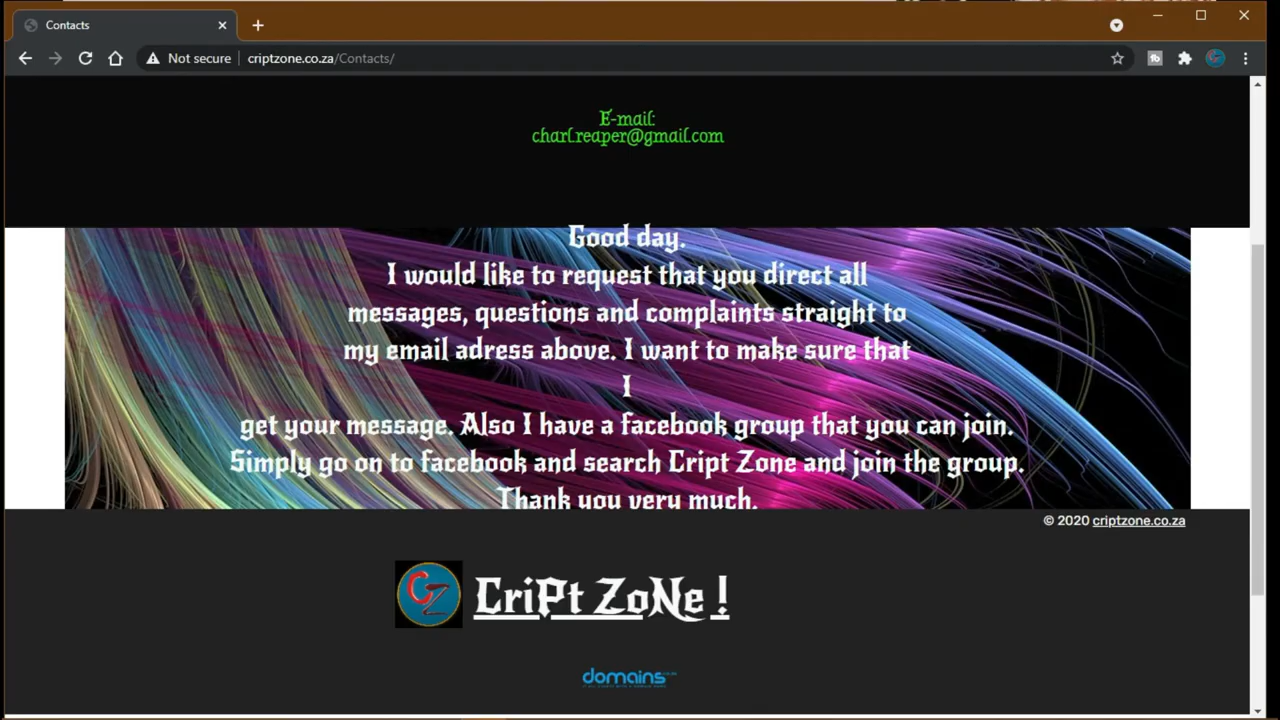 Contacts
Not secure
criptzone.co.za/Contacts/
E-mail:
charl.reaper@gmail.com
Good day.
I would like to request that you direct all
messages, questions and complaints straight to
my email adress above. I want to make sure that
I
get your message. Also I have a facebook group that you can join.
Simply go on to facebook and search Cript Zone and join the group.
Thank you very much.
© 2020 criptzone.co.za
CZ
CriPt ZoNe !
domains